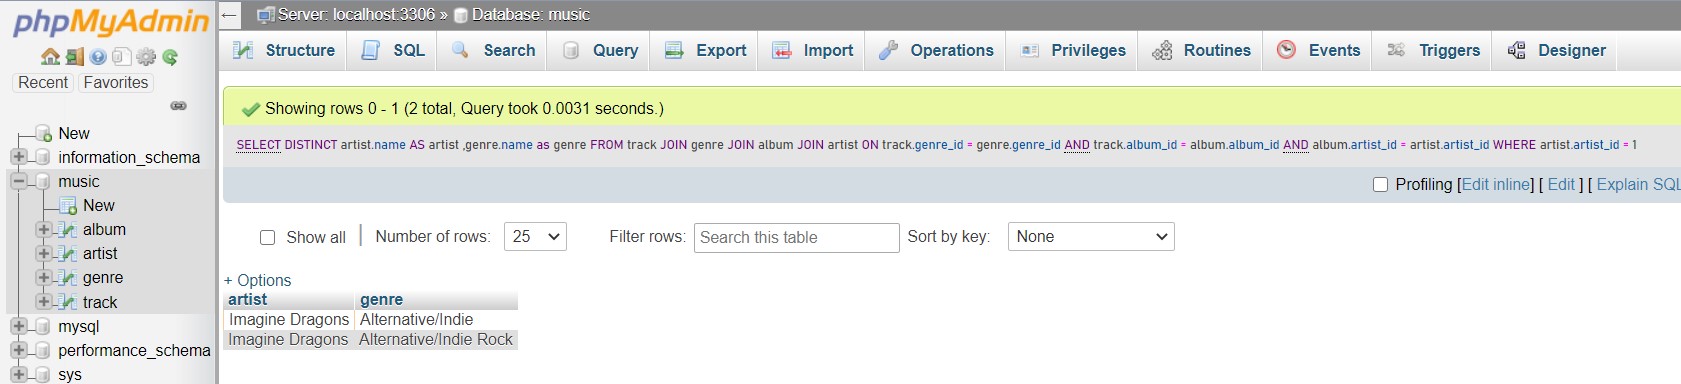 phpMyAdmin
Recent Favorites
New
information_schema
music
New
album
artist
genre
track
mysql
performance_schema
sys
Server: localhost:3306 » Database: music
Structure SQL Search Query Export Import Operations Privileges Routines Events Triggers Designer
Showing rows 0 - 1 (2 total, Query took 0.0031 seconds.)
SELECT DISTINCT artist.name AS artist ,genre.name as genre FROM track JOIN genre JOIN album JOIN artist ON track.genre_id = genre.genre_id AND track.album_id = album.album_id AND album.artist_id = artist.artist_id WHERE artist.artist_id = 1
Profiling [Edit inline] [ Edit ] [ Explain SQL
Show all | Number of rows: 25 Filter rows: Search this table Sort by key: None
+ Options
artist genre
Imagine Dragons Alternative/Indie
Imagine Dragons Alternative/Indie Rock